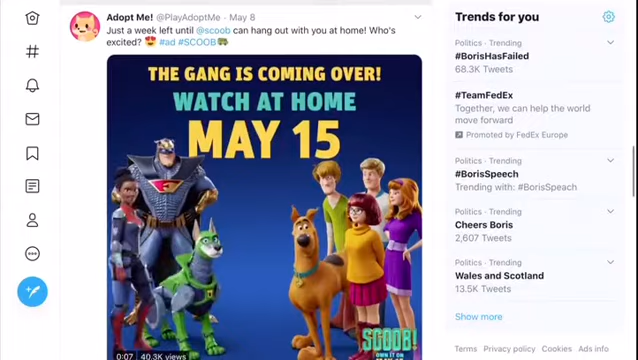 Adopt Me! @PlayAdoptMe · May 8
Just a week left until @scoob can hang out with you at home! Who's
excited? #ad #SCOOB
THE GANG IS COMING OVER!
WATCH AT HOME
MAY 15
SCOOB!
OWN IT ON
0:07 40.3K views
Trends for you
Politics · Trending
#BorisHasFailed
68.3K Tweets
#TeamFedEx
Together, we can help the world
move forward
Promoted by FedEx Europe
Politics · Trending
#BorisSpeech
Trending with: #BorisSpeach
Politics · Trending
Cheers Boris
2,607 Tweets
Politics · Trending
Wales and Scotland
13.5K Tweets
Show more
Terms Privacy policy Cookies Ads info